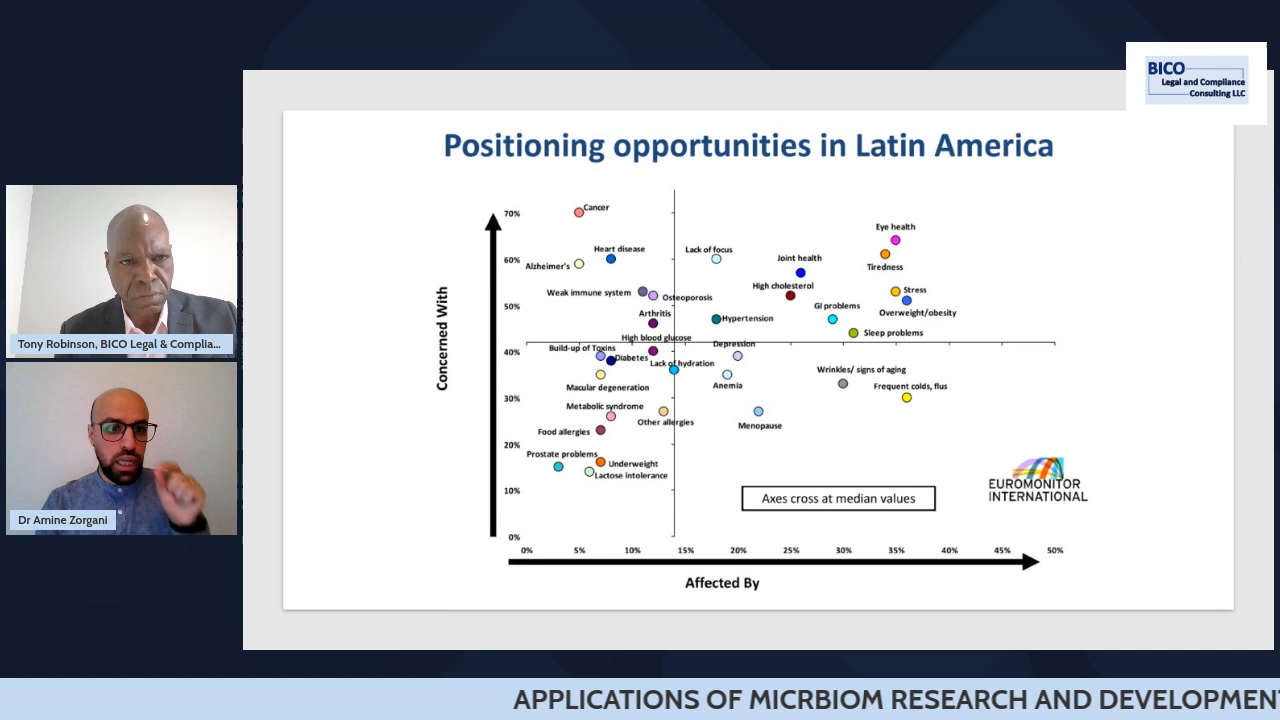 BICO
Legal and Compliance
Consulting LLC
Positioning opportunities in Latin America
Concerned With
70%
60%
50%
40%
30%
20%
10%
0%
Cancer
Eye health
Heart disease
Lack of focus
Joint health
Alzheimer's
Tiredness
High cholesterol
Weak immune system
Osteoporosis
Stress
GI problems
Overweight/obesity
Arthritis
Hypertension
Sleep problems
High blood glucose
Depression
Build-up of Toxins
Diabetes
Lack of hydration
Wrinkles/ signs of aging
Macular degeneration
Anemia
Frequent colds, flus
Metabolic syndrome
Other allergies
Menopause
Food allergies
Prostate problems
Underweight
Lactose intolerance
EUROMONITOR
INTERNATIONAL
Axes cross at median values
0% 5% 10% 15% 20% 25% 30% 35% 40% 45% 50%
Affected By
Tony Robinson, BICO Legal & Complia...
Dr Amine Zorgani
APPLICATIONS OF MICRBIOM RESEARCH AND DEVELOPMENT